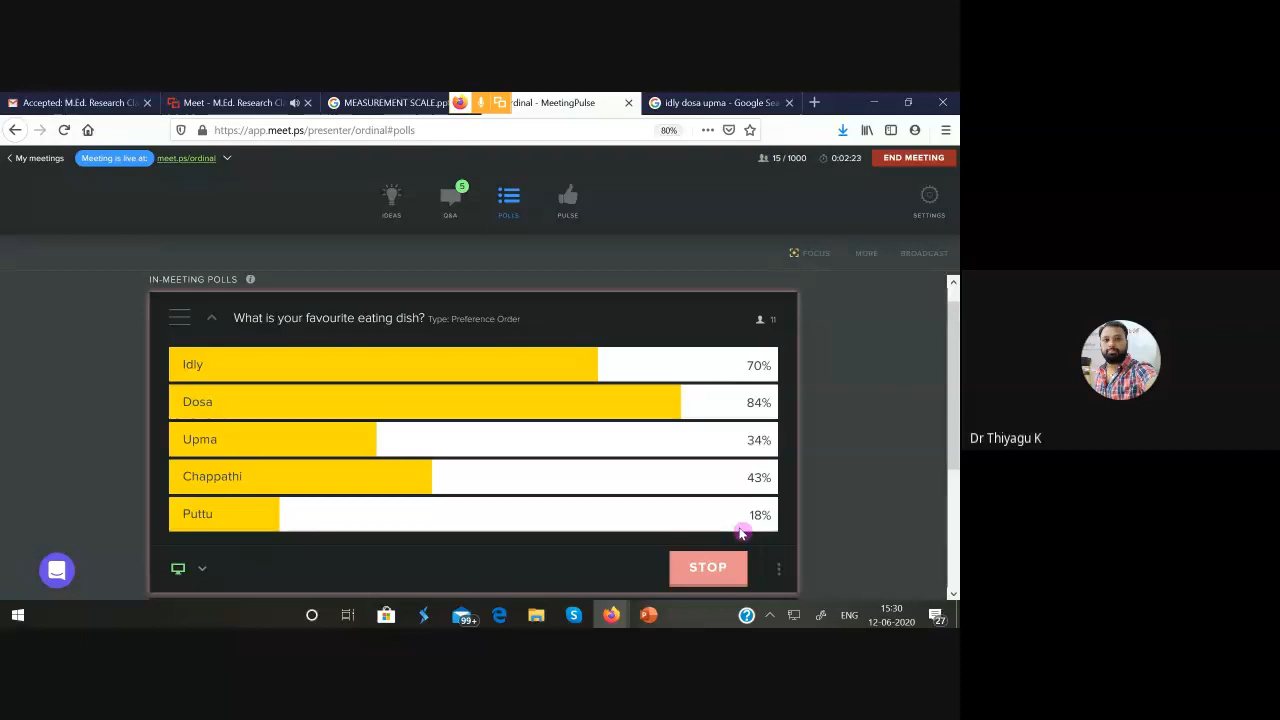 Accepted: M.Ed. Research Cl
Meet - M.Ed. Research C
MEASUREMENT SCALE.pp
rdinal - MeetingPulse
idly dosa upma - Google Sea
https://app.meet.ps/presenter/ordinal#polls
80%
My meetings
Meeting is live at:
meet.ps/ordinal
15 / 1000
0:02:23
END MEETING
5
IDEAS
Q&A
POLLS
PULSE
SETTINGS
FOCUS
MORE
BROADCAST
IN-MEETING POLLS
What is your favourite eating dish? Type: Preference Order
11
Idly 70%
Dosa 84%
Upma 34%
Chappathi 43%
Puttu 18%
STOP
Dr Thiyagu K
99+
ENG
15:30
12-06-2020
27